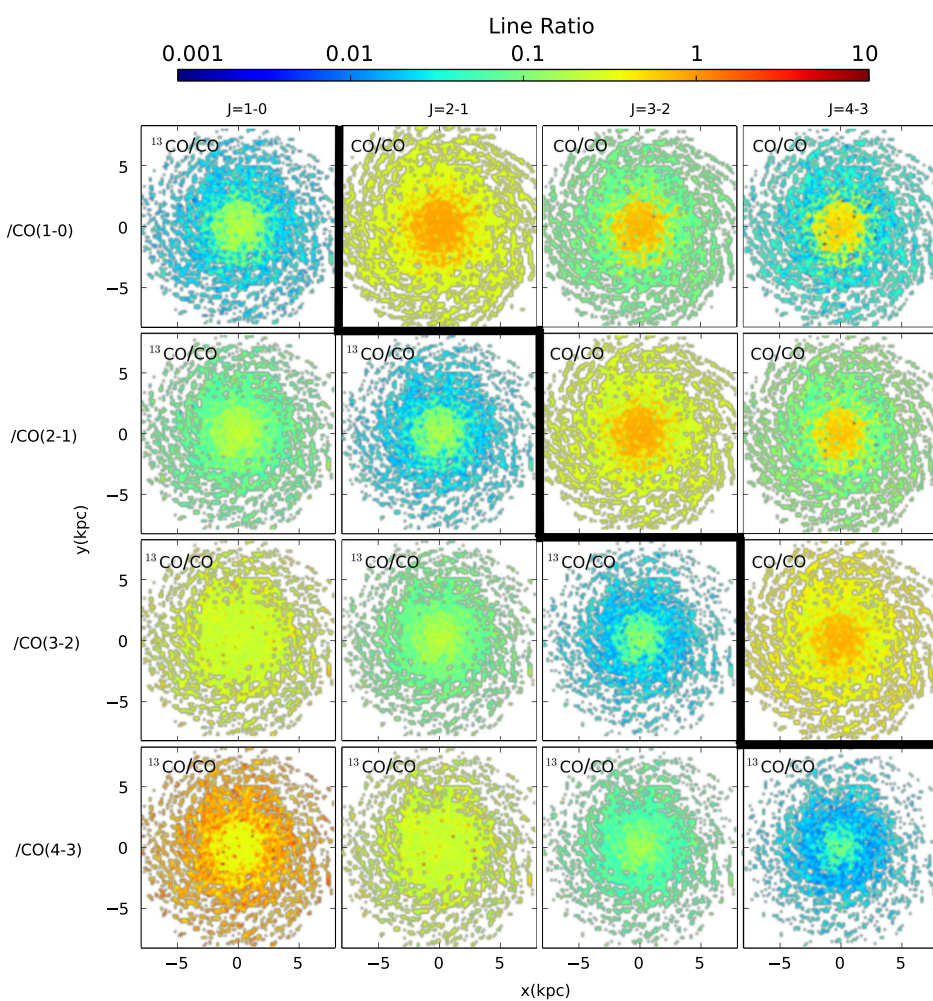 Line Ratio
0.001 0.01 0.1 1 10
J=1-0 J=2-1 J=3-2 J=4-3
¹³CO/CO CO/CO CO/CO CO/CO
5
0
−5
/CO(1-0)
¹³CO/CO ¹³CO/CO CO/CO CO/CO
5
0
−5
/CO(2-1)
y(kpc)
¹³CO/CO ¹³CO/CO ¹³CO/CO CO/CO
5
0
−5
/CO(3-2)
¹³CO/CO ¹³CO/CO ¹³CO/CO ¹³CO/CO
5
0
−5
/CO(4-3)
−5 0 5 −5 0 5 −5 0 5 −5 0 5
x(kpc)